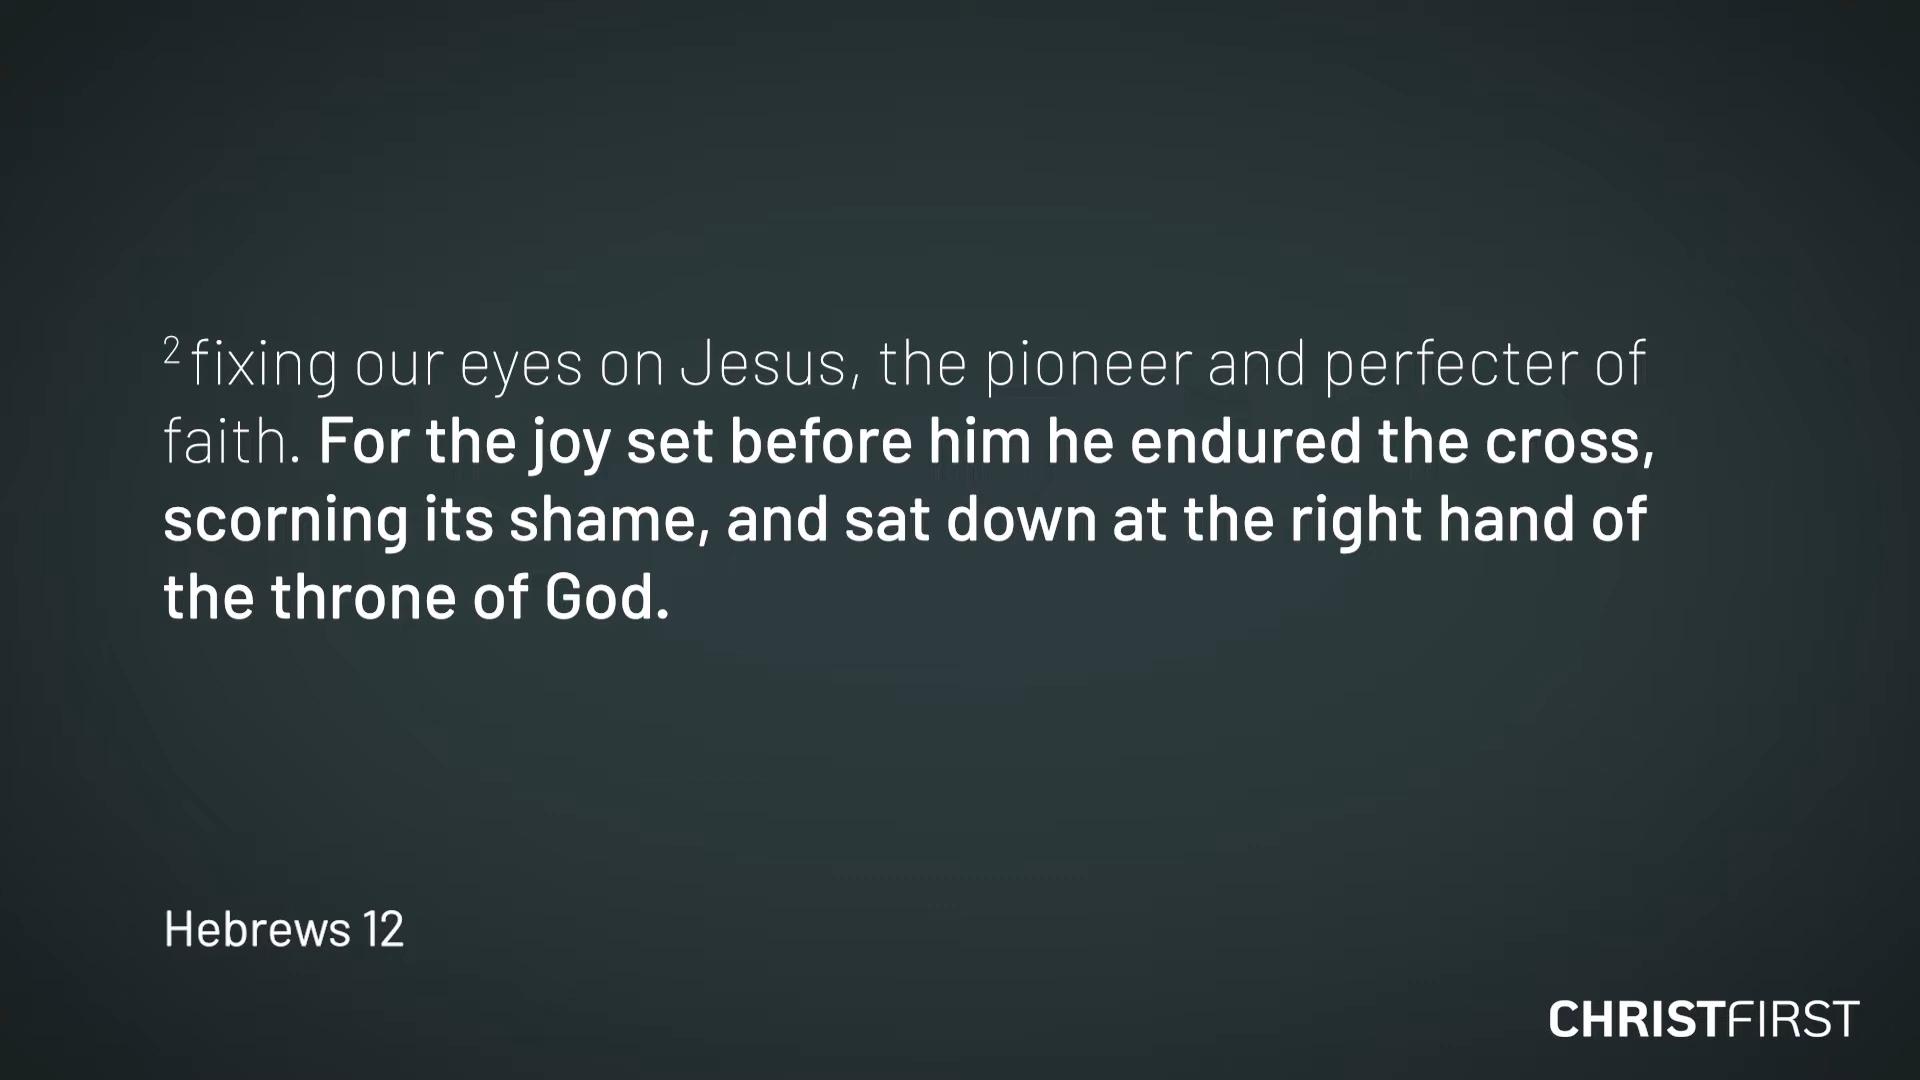 2 fixing our eyes on Jesus, the pioneer and perfecter of
faith. For the joy set before him he endured the cross,
scorning its shame, and sat down at the right hand of
the throne of God.
Hebrews 12
CHRISTFIRST